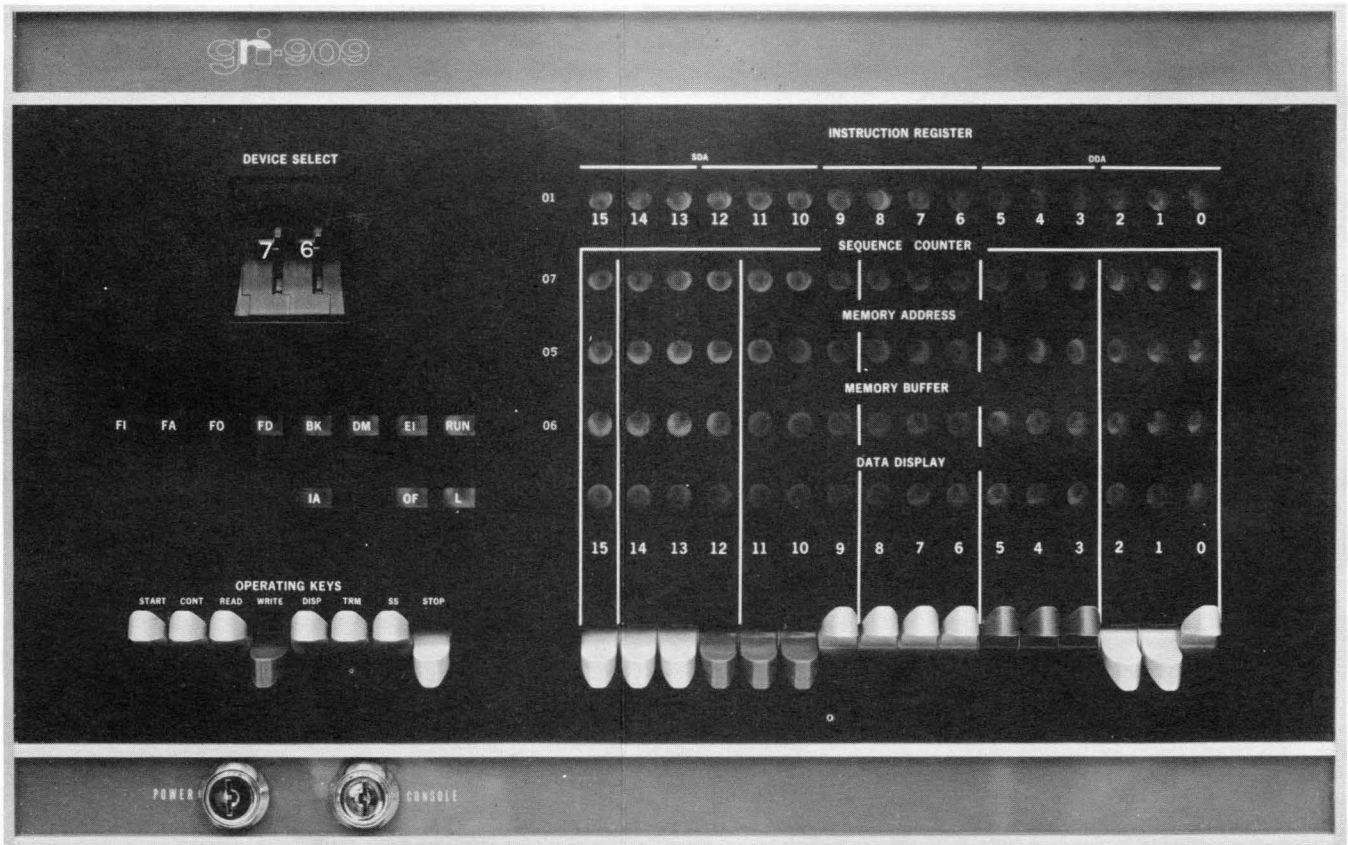 gri-909
DEVICE SELECT
7 6
FI FA FO FD BK DM EI RUN
IA OF L
OPERATING KEYS
START CONT READ WRITE DISP TRM SS STOP
INSTRUCTION REGISTER
SDA DDA
01
15 14 13 12 11 10 9 8 7 6 5 4 3 2 1 0
SEQUENCE COUNTER
07
MEMORY ADDRESS
05
MEMORY BUFFER
06
DATA DISPLAY
15 14 13 12 11 10 9 8 7 6 5 4 3 2 1 0
POWER CONSOLE